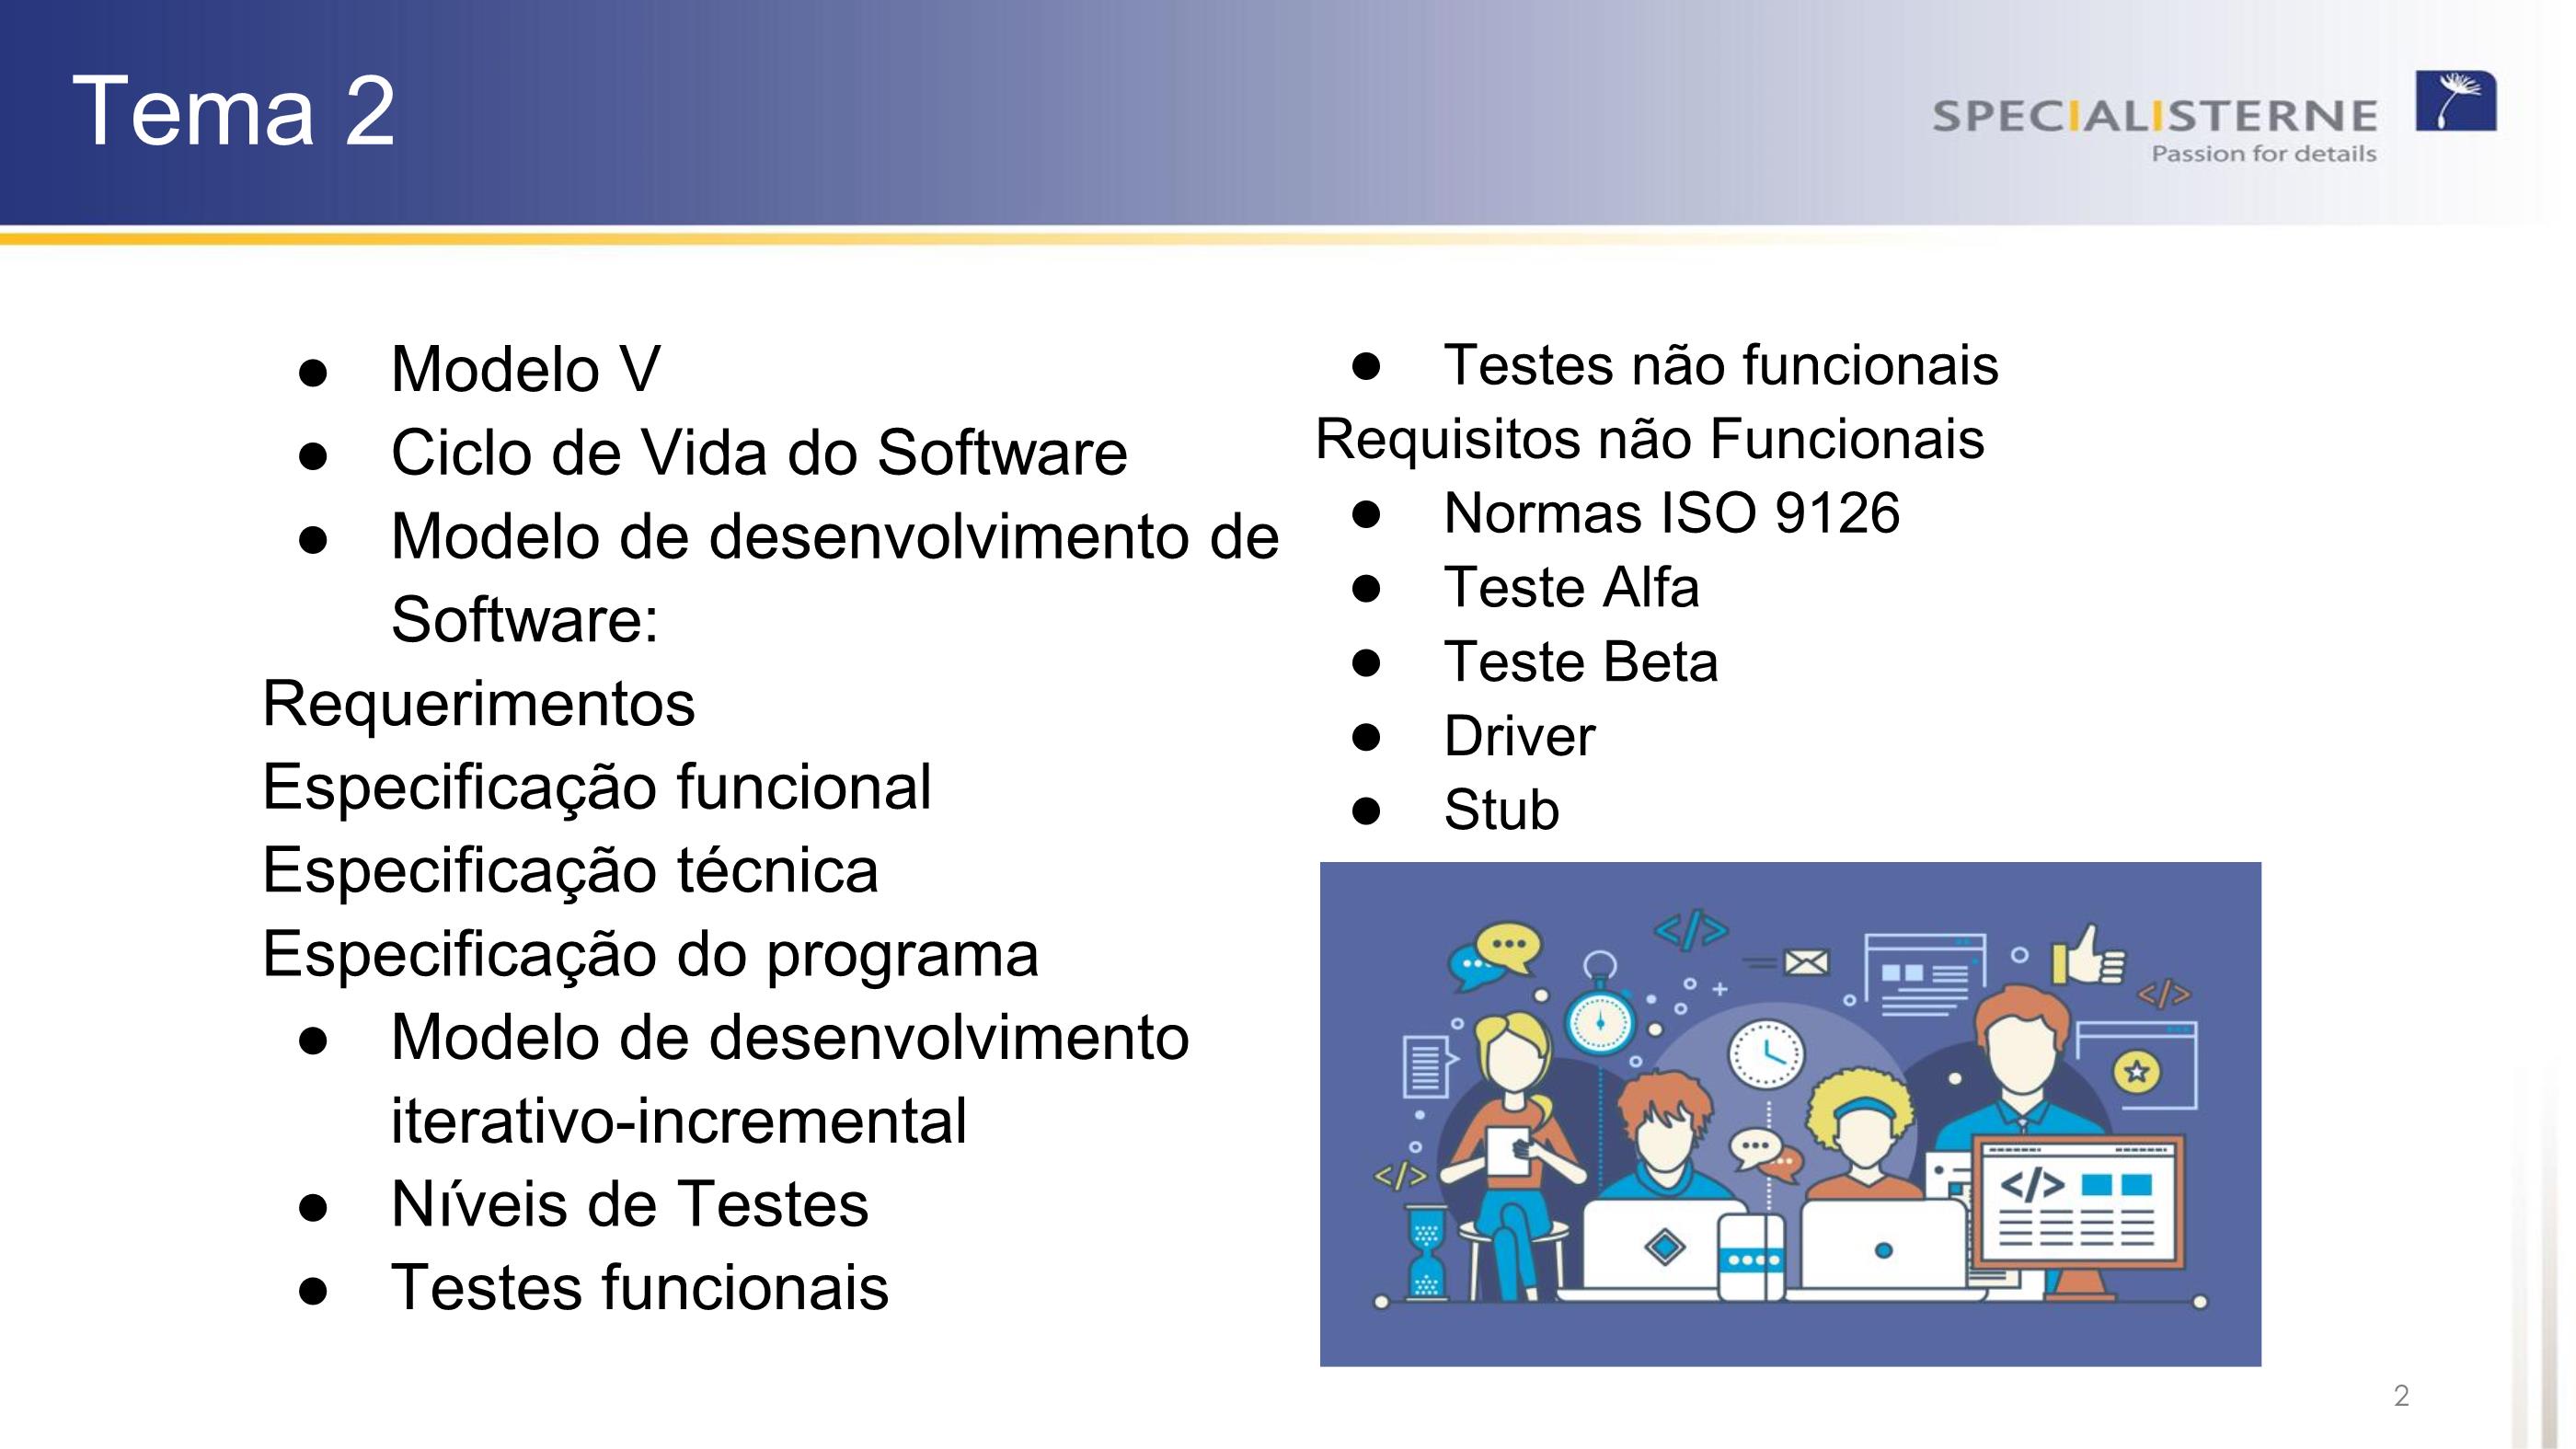 Tema 2
SPECIALISTERNE
Passion for details
● Modelo V
● Ciclo de Vida do Software
● Modelo de desenvolvimento de
Software:
Requerimentos
Especificação funcional
Especificação técnica
Especificação do programa
● Modelo de desenvolvimento
iterativo-incremental
● Níveis de Testes
● Testes funcionais
● Testes não funcionais
Requisitos não Funcionais
● Normas ISO 9126
● Teste Alfa
● Teste Beta
● Driver
● Stub
</>
</>
</>
</>
2